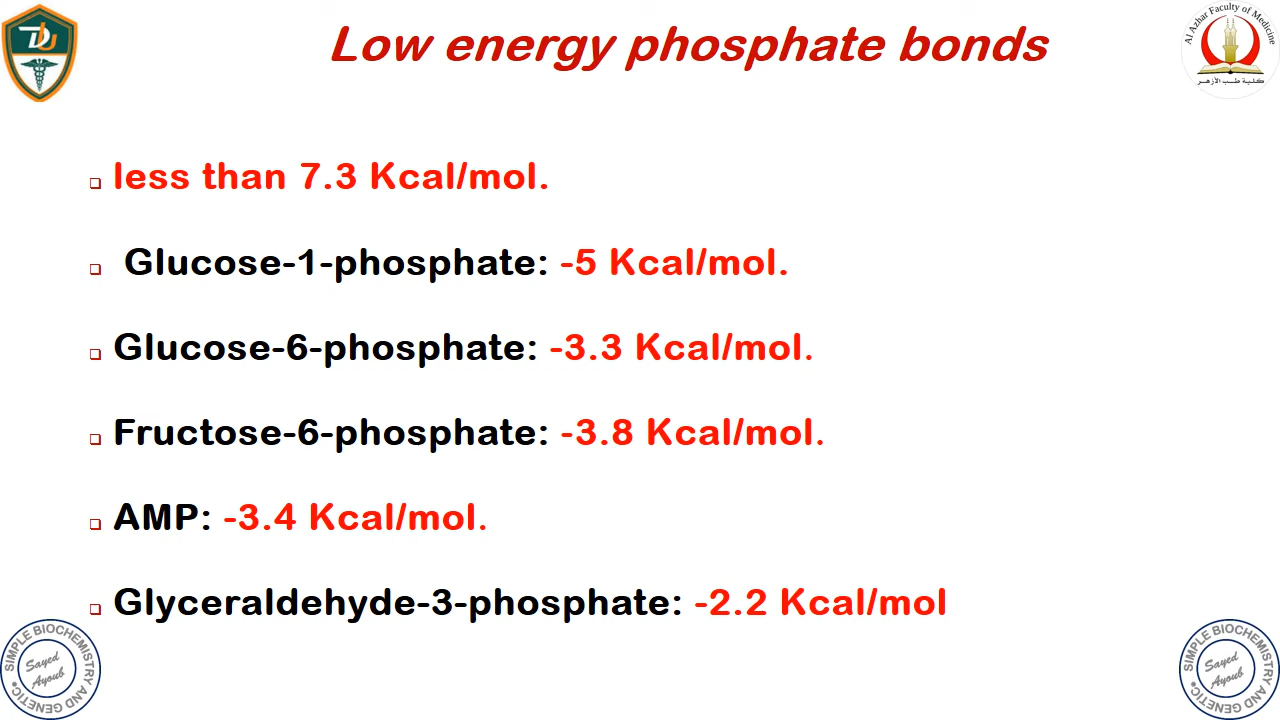 Low energy phosphate bonds
Al Azhar Faculty of Medicine
كلية طب الأزهر
less than 7.3 Kcal/mol.
Glucose-1-phosphate: -5 Kcal/mol.
Glucose-6-phosphate: -3.3 Kcal/mol.
Fructose-6-phosphate: -3.8 Kcal/mol.
AMP: -3.4 Kcal/mol.
Glyceraldehyde-3-phosphate: -2.2 Kcal/mol
SIMPLE BIOCHEMISTRY AND GENETIC
Sayed
Ayoub
SIMPLE BIOCHEMISTRY AND GENETIC
Sayed
Ayoub